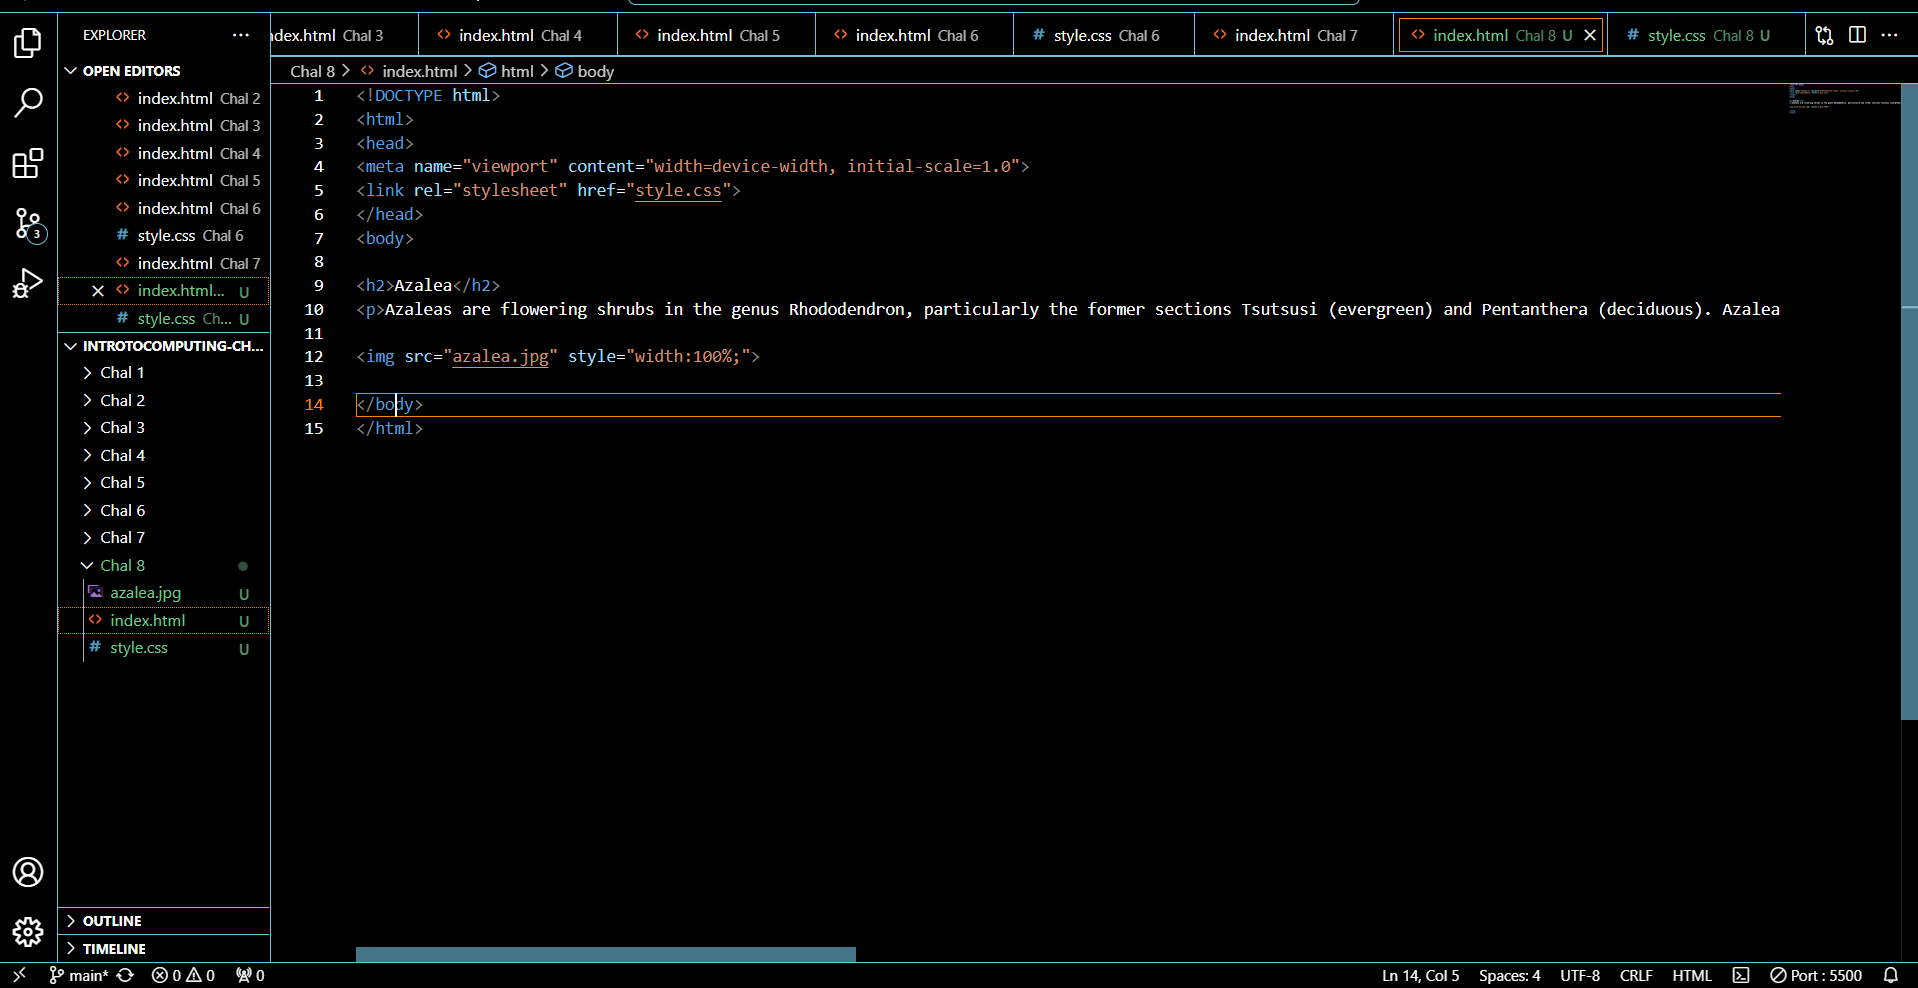 EXPLORER
OPEN EDITORS
index.html Chal 2
index.html Chal 3
index.html Chal 4
index.html Chal 5
index.html Chal 6
style.css Chal 6
index.html Chal 7
index.html... U
style.css Ch... U
INTROTOCOMPUTING-CH...
Chal 1
Chal 2
Chal 3
Chal 4
Chal 5
Chal 6
Chal 7
Chal 8
azalea.jpg U
index.html U
style.css U
OUTLINE
TIMELINE
3
dex.html Chal 3
index.html Chal 4
index.html Chal 5
index.html Chal 6
style.css Chal 6
index.html Chal 7
index.html Chal 8 U
style.css Chal 8 U
Chal 8 > index.html > html > body
1 <!DOCTYPE html>
2 <html>
3 <head>
4 <meta name="viewport" content="width=device-width, initial-scale=1.0">
5 <link rel="stylesheet" href="style.css">
6 </head>
7 <body>
8
9 <h2>Azalea</h2>
10 <p>Azaleas are flowering shrubs in the genus Rhododendron, particularly the former sections Tsutsusi (evergreen) and Pentanthera (deciduous). Azalea
11
12 <img src="azalea.jpg" style="width:100%;">
13
14 </body>
15 </html>
main* 0 0 0
Ln 14, Col 5 Spaces: 4 UTF-8 CRLF HTML Port : 5500